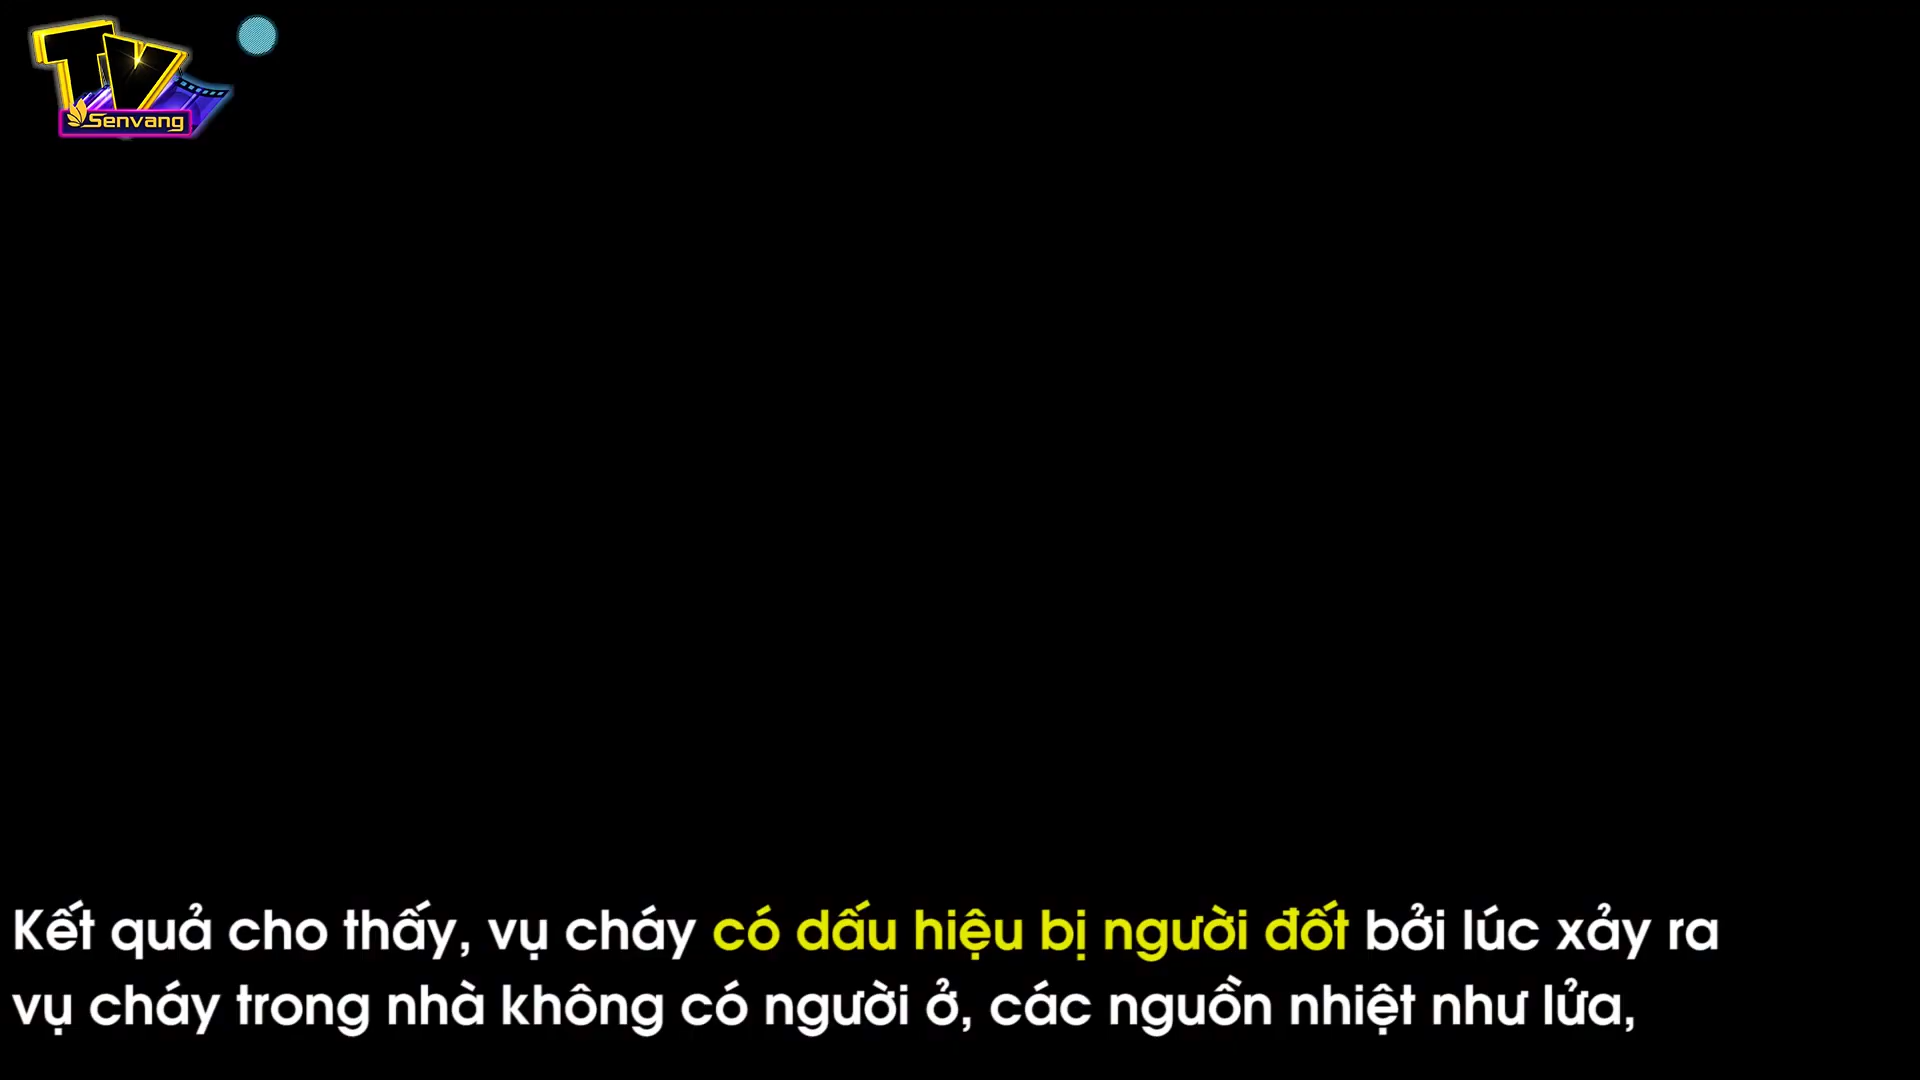 TV
Senvang
Kết quả cho thấy, vụ cháy có dấu hiệu bị người đốt bởi lúc xảy ra
vụ cháy trong nhà không có người ở, các nguồn nhiệt như lửa,